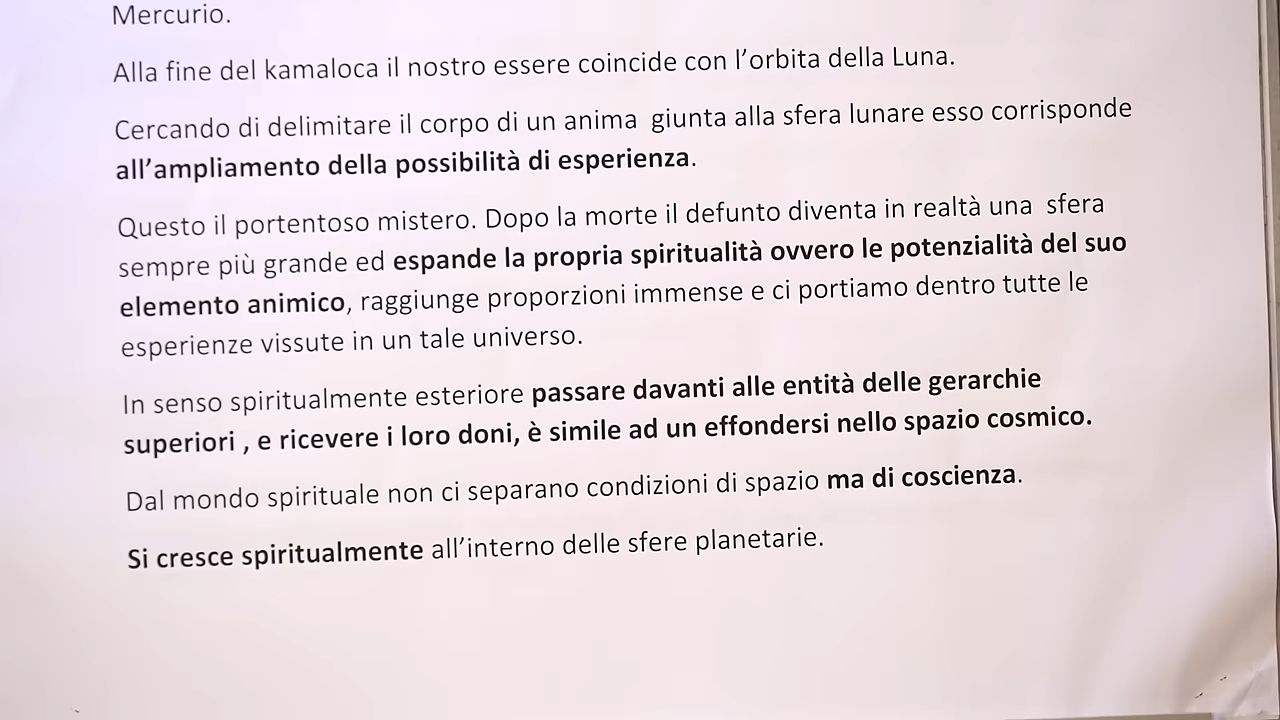 Mercurio.
Alla fine del kamaloca il nostro essere coincide con l'orbita della Luna.
Cercando di delimitare il corpo di un anima  giunta alla sfera lunare esso corrisponde
all'ampliamento della possibilità di esperienza.
Questo il portentoso mistero. Dopo la morte il defunto diventa in realtà una  sfera
sempre più grande ed espande la propria spiritualità ovvero le potenzialità del suo
elemento animico, raggiunge proporzioni immense e ci portiamo dentro tutte le
esperienze vissute in un tale universo.
In senso spiritualmente esteriore passare davanti alle entità delle gerarchie
superiori , e ricevere i loro doni, è simile ad un effondersi nello spazio cosmico.
Dal mondo spirituale non ci separano condizioni di spazio ma di coscienza.
Si cresce spiritualmente all'interno delle sfere planetarie.